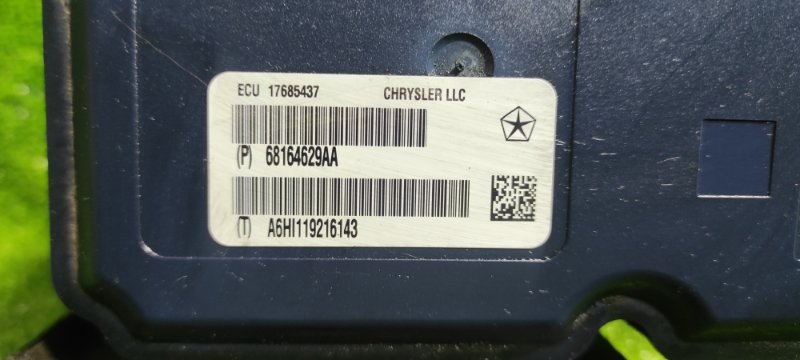 ECU 17685437 CHRYSLER LLC
(P) 68164629AA
(T) A6HI119216143